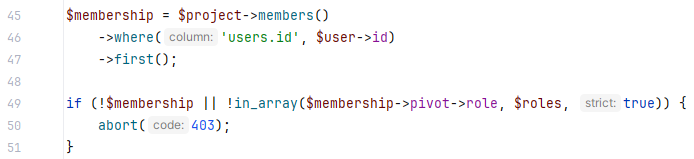 45 $membership = $project->members()
46 ->where( column: 'users.id', $user->id)
47 ->first();
48
49 if (!$membership || !in_array($membership->pivot->role, $roles, strict: true)) {
50 abort( code: 403);
51 }